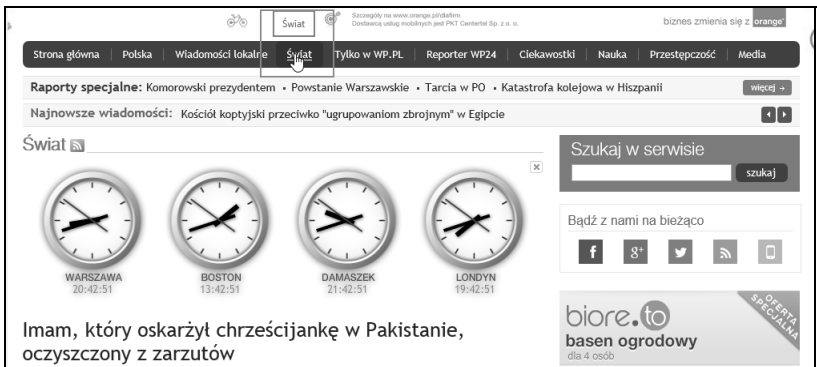 Świat
Szczegóły na www.orange.pl/dlafirm
Dostawcą usług mobilnych jest PKT Centertel Sp. z o. o.
biznes zmienia się z orange
Strona główna Polska Wiadomości lokalne Świat Tylko w WP.PL Reporter WP24 Ciekawostki Nauka Przestępczość Media
Raporty specjalne: Komorowski prezydentem • Powstanie Warszawskie • Tarcia w PO • Katastrofa kolejowa w Hiszpanii więcej →
Najnowsze wiadomości: Kościół koptyjski przeciwko "ugrupowaniom zbrojnym" w Egipcie
Świat
WARSZAWA
20:42:51
BOSTON
13:42:51
DAMASZEK
21:42:51
LONDYN
19:42:51
Imam, który oskarżył chrześcijankę w Pakistanie,
oczyszczony z zarzutów
Szukaj w serwisie
szukaj
Bądź z nami na bieżąco
f g+
biore.to
basen ogrodowy
dla 4 osób
OFERTA
SPECJALNA